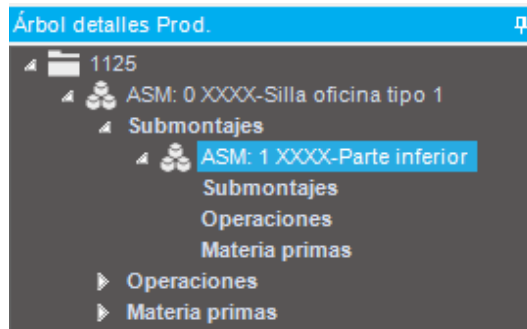 Árbol detalles Prod.
1125
ASM: 0 XXXX-Silla oficina tipo 1
Submontajes
ASM: 1 XXXX-Parte inferior
Submontajes
Operaciones
Materia primas
Operaciones
Materia primas